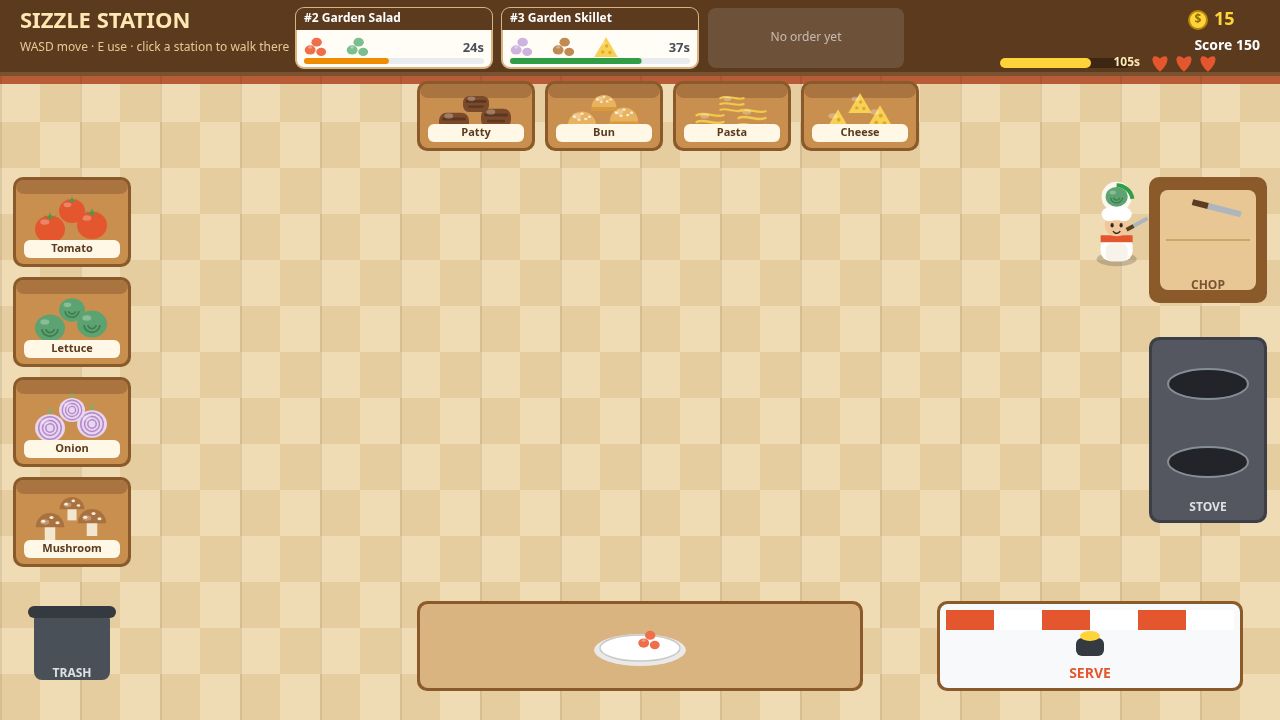 SIZZLE STATION
WASD move · E use · click a station to walk there
#2 Garden Salad
24s
#3 Garden Skillet
37s
No order yet
$ 15
Score 150
105s
Patty
Bun
Pasta
Cheese
Tomato
Lettuce
Onion
Mushroom
CHOP
STOVE
TRASH
SERVE